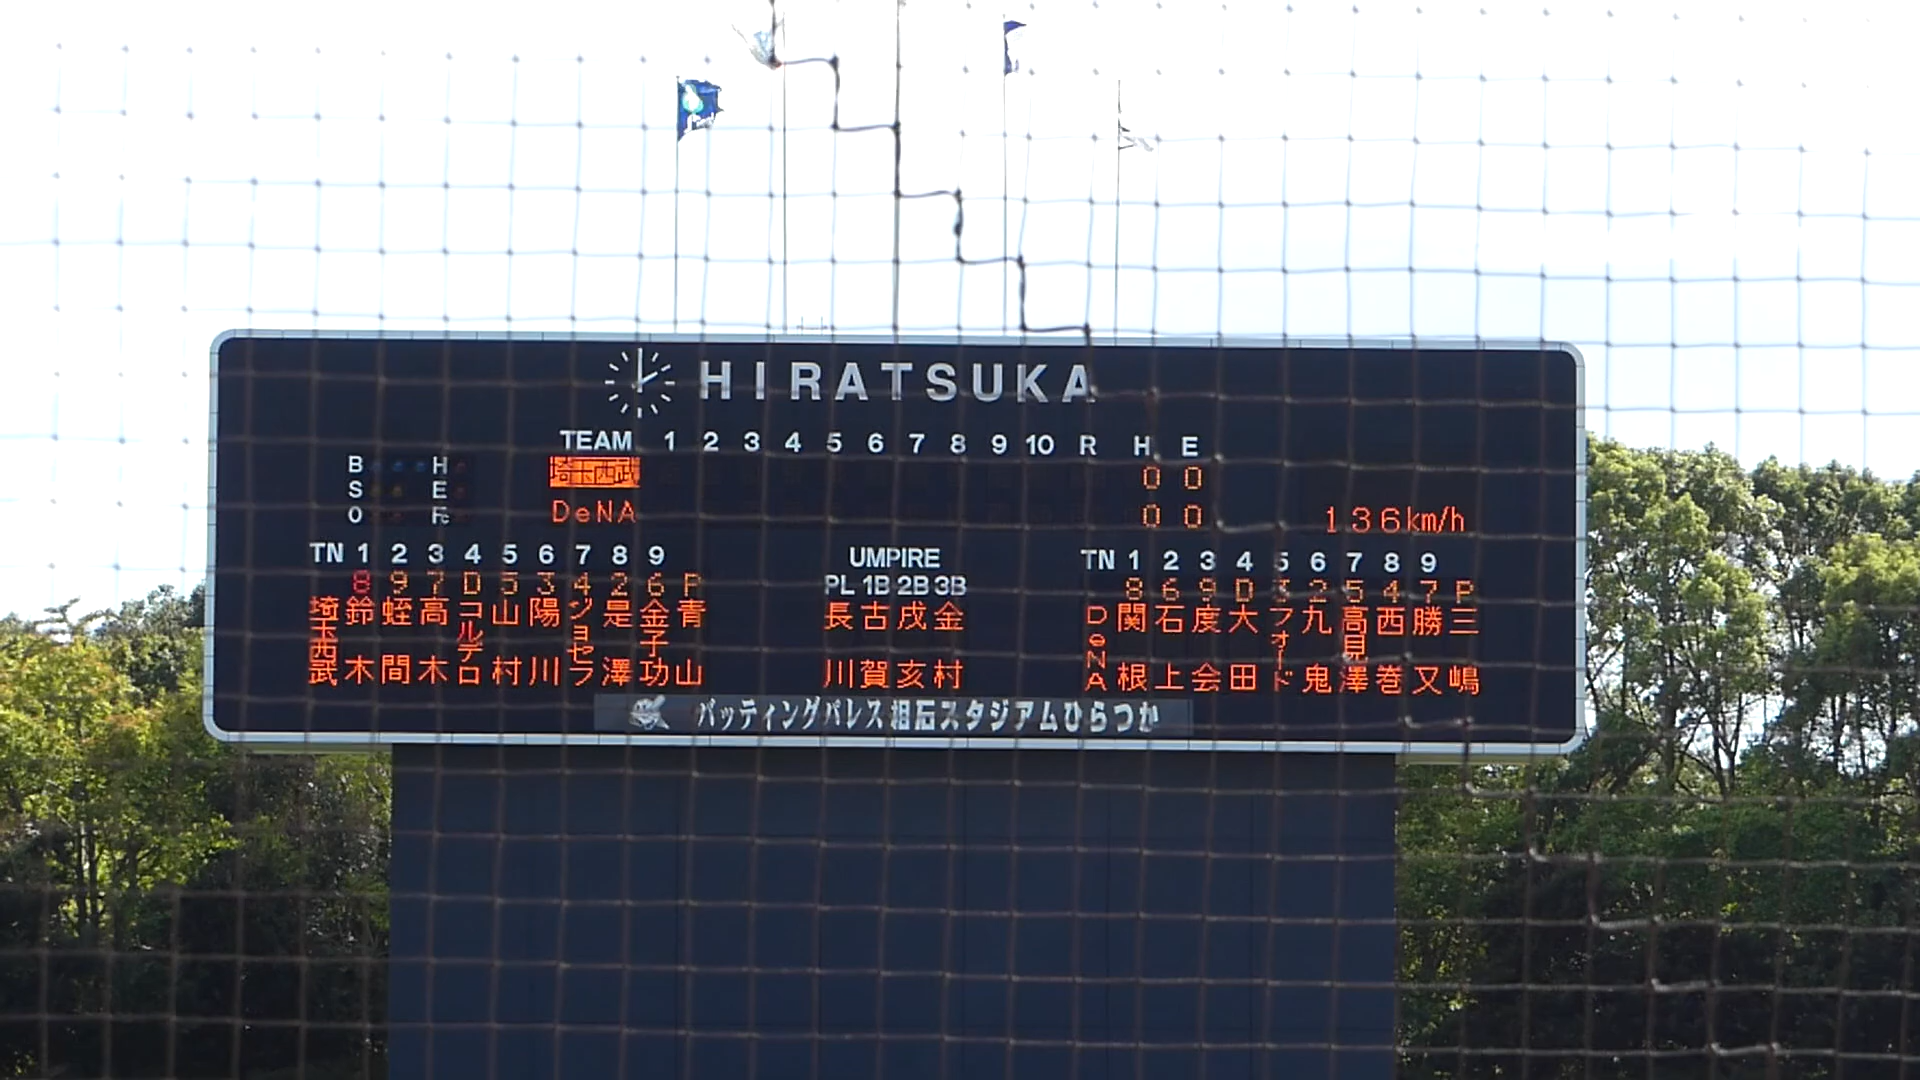 HIRATSUKA
TEAM 1 2 3 4 5 6 7 8 9 10 R H E
B H 埼玉西武 0 0
S E
O F DeNA 0 0 136km/h
TN 1 2 3 4 5 6 7 8 9
8 9 7 D 5 3 4 2 6 P
埼玉西武 鈴木 蛭間 高木 コルデロ 山村 陽川 ジョセフ 是澤 金子功 青山
UMPIRE
PL 1B 2B 3B
長川 古賀 戌亥 金村
TN 1 2 3 4 5 6 7 8 9
8 6 9 D 3 2 5 4 7 P
DeNA 関根 石上 度会 大田 フォード 九鬼 高見澤 西巻 勝又 三嶋
バッティングパレス相石スタジアムひらつか